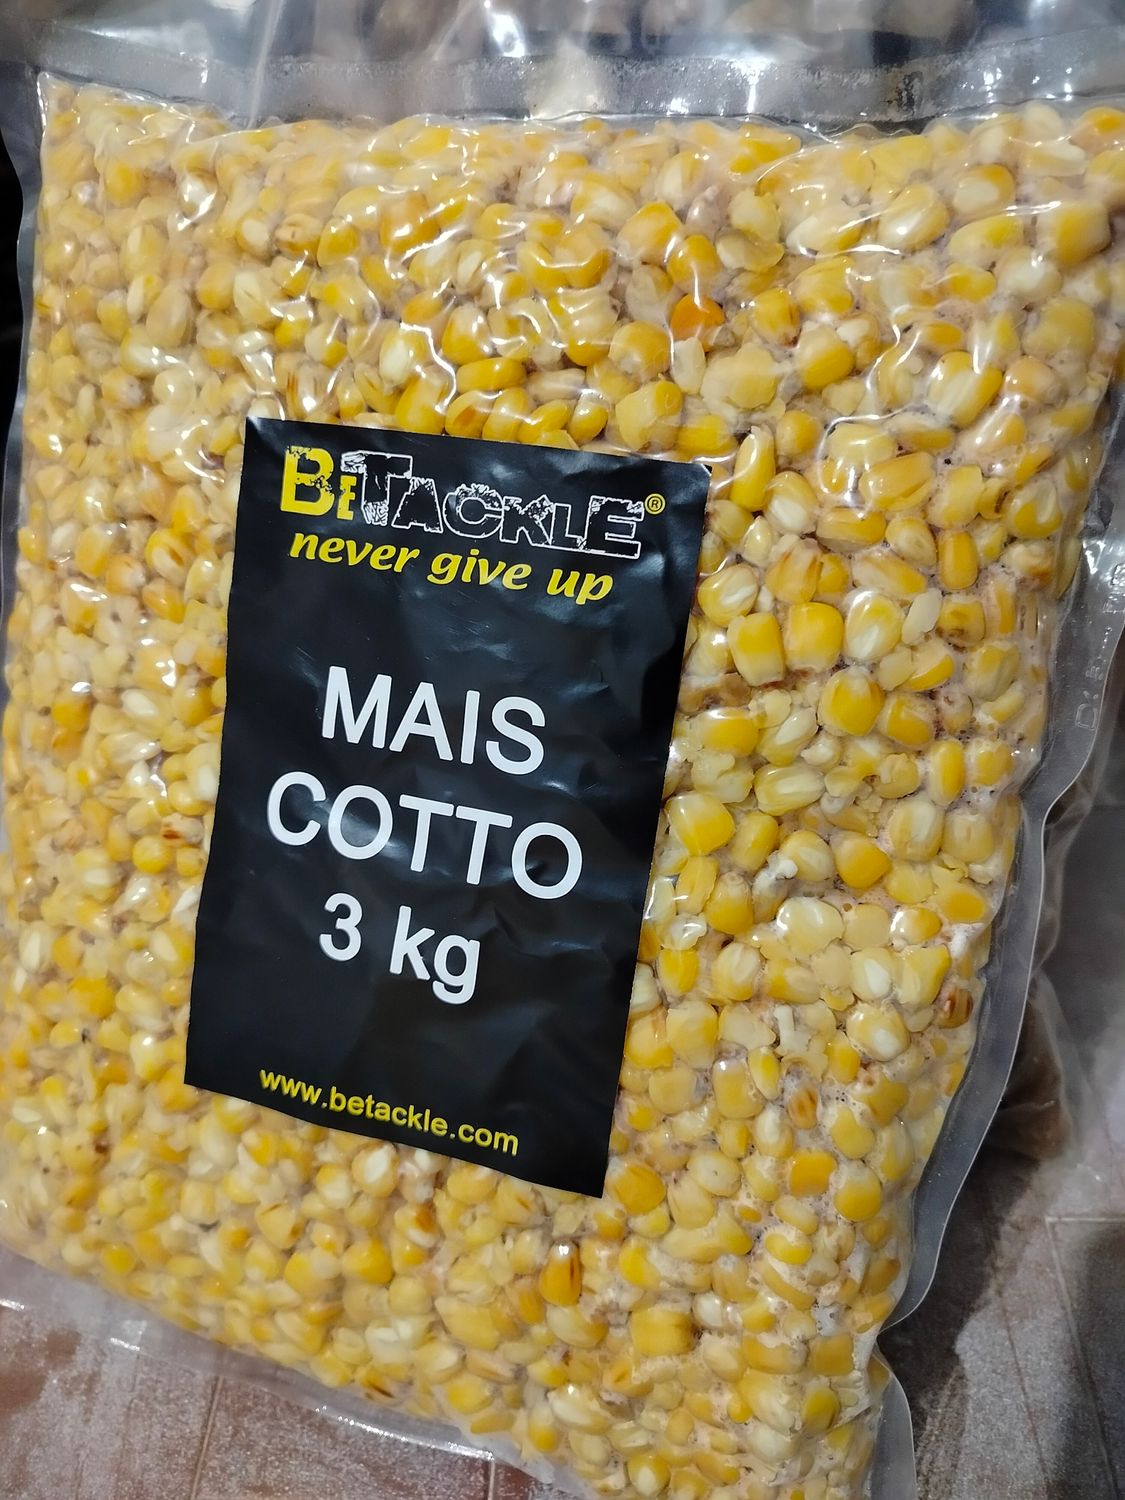 BeTackle®
never give up
MAIS
COTTO
3 kg
www.betackle.com